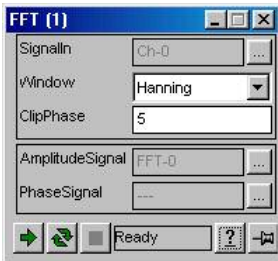 FFT (1)
SignalIn Ch-0 ...
Window Hanning
ClipPhase 5
AmplitudeSignal FFT-0 ...
PhaseSignal --- ...
Ready ?